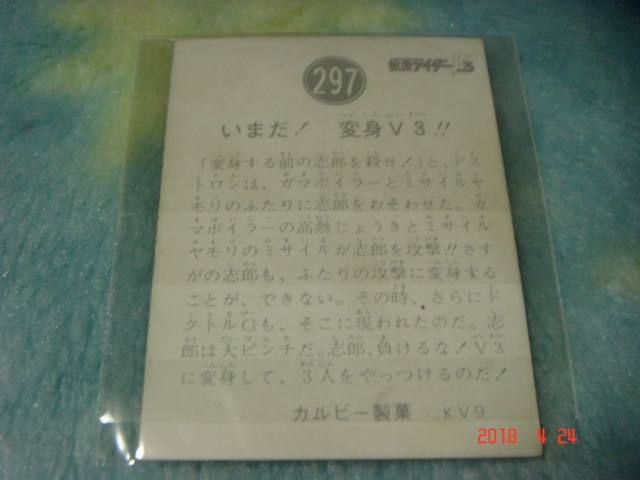 297
仮面ライダーV3
いまだ! 変身V3!!
「変身する前の志郎を殺せ!」と、デス
トロンは、ガマボイラーとミサイルヤ
モリのふたりに志郎をおそわせた。ガ
マボイラーの高熱じょうきとミサイル
ヤモリのミサイルが志郎を攻撃!!さす
がの志郎も、ふたりの攻撃に変身する
ことが、できない。その時、さらにド
クトルGも、そこに現われたのだ。志
郎は大ピンチだ。志郎、負けるな!V3
に変身して、3人をやっつけるのだ!
カルビー製菓 KV9
2018 4 24